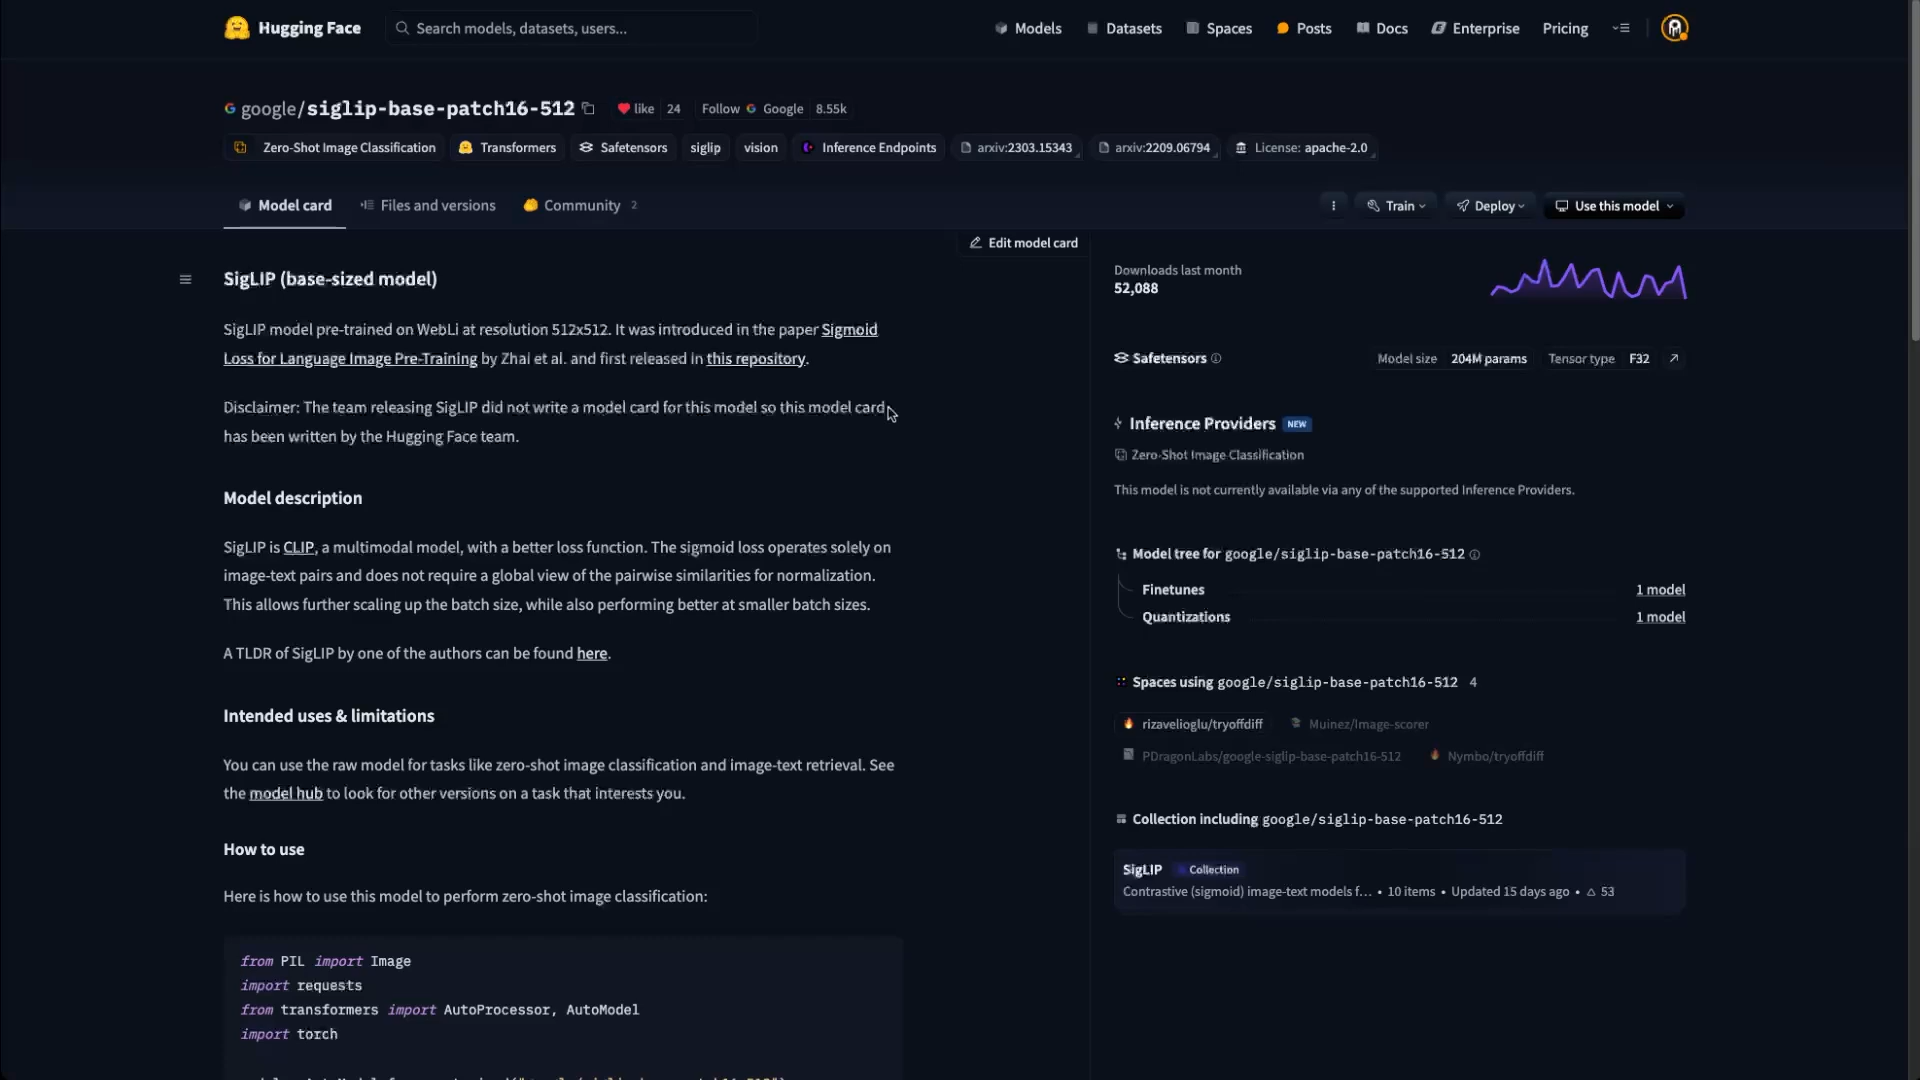 Hugging Face
Search models, datasets, users...
Models
Datasets
Spaces
Posts
Docs
Enterprise
Pricing
google/siglip-base-patch16-512
like 24
Follow Google 8.55k
Zero-Shot Image Classification
Transformers
Safetensors
siglip
vision
Inference Endpoints
arxiv:2303.15343
arxiv:2209.06794
License: apache-2.0
Model card
Files and versions
Community 2
Train
Deploy
Use this model
Edit model card
SigLIP (base-sized model)
SigLIP model pre-trained on WebLi at resolution 512x512. It was introduced in the paper Sigmoid
Loss for Language Image Pre-Training by Zhai et al. and first released in this repository.
Disclaimer: The team releasing SigLIP did not write a model card for this model so this model card
has been written by the Hugging Face team.
Model description
SigLIP is CLIP, a multimodal model, with a better loss function. The sigmoid loss operates solely on
image-text pairs and does not require a global view of the pairwise similarities for normalization.
This allows further scaling up the batch size, while also performing better at smaller batch sizes.
A TLDR of SigLIP by one of the authors can be found here.
Intended uses & limitations
You can use the raw model for tasks like zero-shot image classification and image-text retrieval. See
the model hub to look for other versions on a task that interests you.
How to use
Here is how to use this model to perform zero-shot image classification:
from PIL import Image
import requests
from transformers import AutoProcessor, AutoModel
import torch
Downloads last month
52,088
Safetensors
Model size 204M params
Tensor type F32
Inference Providers NEW
Zero-Shot Image Classification
This model is not currently available via any of the supported Inference Providers.
Model tree for google/siglip-base-patch16-512
Finetunes 1 model
Quantizations 1 model
Spaces using google/siglip-base-patch16-512 4
rizavelioglu/tryoffdiff
Muinez/Image-scorer
PDragonLabs/google-siglip-base-patch16-512
Nymbo/tryoffdiff
Collection including google/siglip-base-patch16-512
SigLIP Collection
Contrastive (sigmoid) image-text models f... • 10 items • Updated 15 days ago • 53